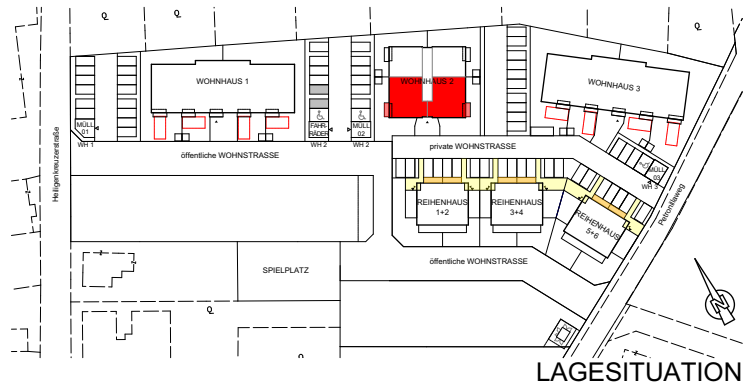 WOHNHAUS 1
WOHNHAUS 2
WOHNHAUS 3
MÜLL
01
WH 1
FAHR-
RÄDER
WH 2
MÜLL
02
WH 2
MÜLL
03
WH 3
öffentliche WOHNSTRASSE
private WOHNSTRASSE
Heiligenkreuzerstraße
Petronillaweg
REIHENHAUS
1+2
REIHENHAUS
3+4
REIHENHAUS
5+6
öffentliche WOHNSTRASSE
SPIELPLATZ
LAGESITUATION